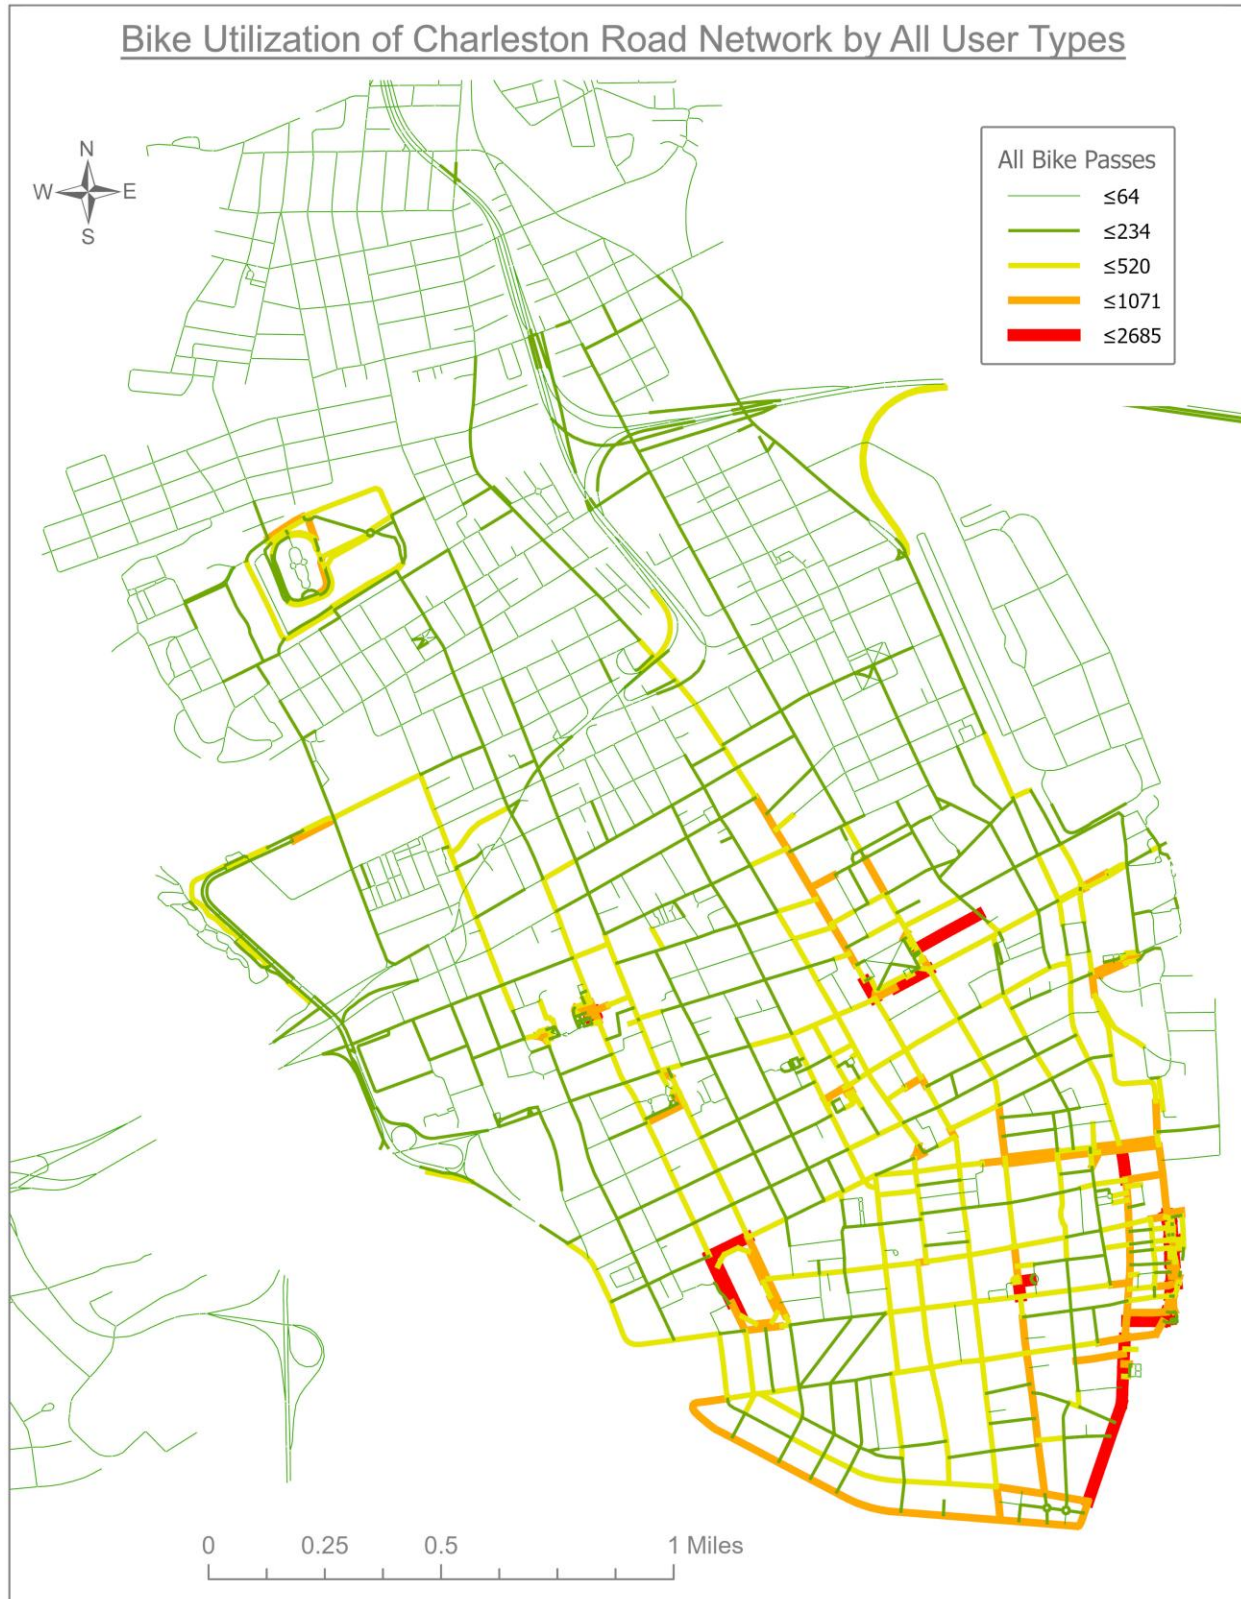 Bike Utilization of Charleston Road Network by All User Types
N
W E
S
All Bike Passes
≤64
≤234
≤520
≤1071
≤2685
0 0.25 0.5 1 Miles